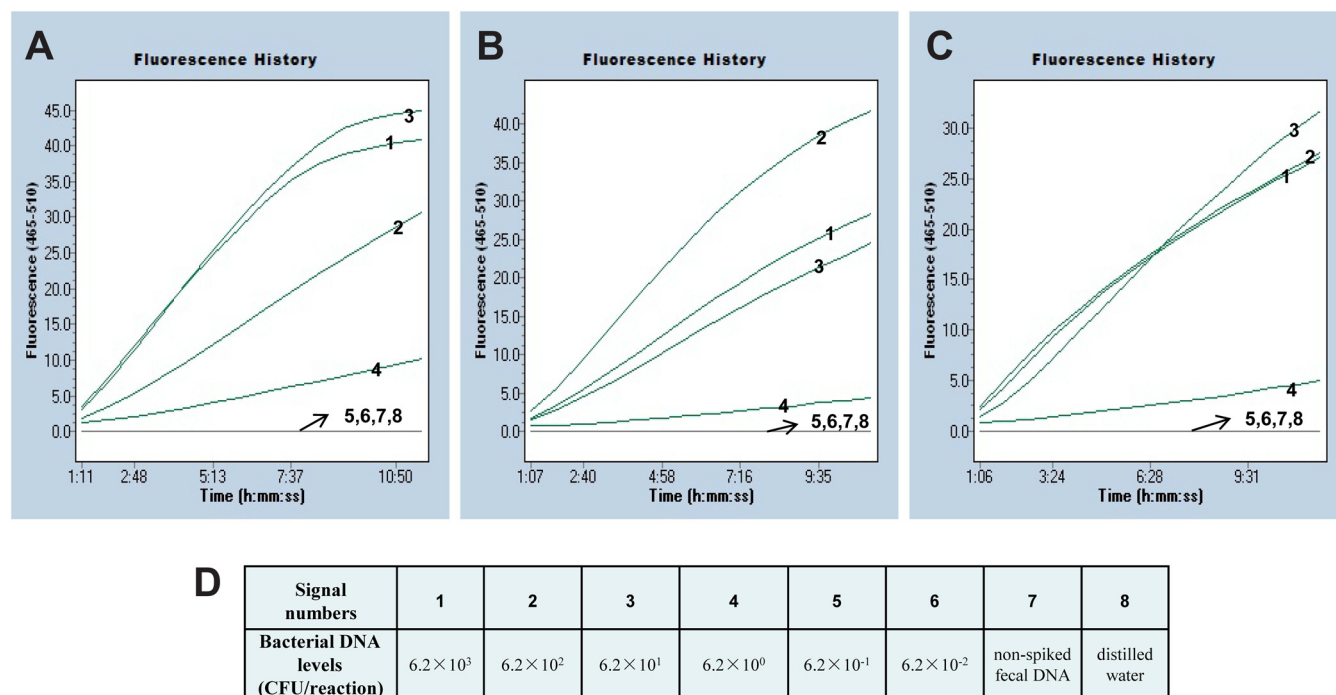 A
Fluorescence History
Fluorescence (465-510)
45.0
40.0
35.0
30.0
25.0
20.0
15.0
10.0
5.0
0.0
3
1
2
4
5,6,7,8
1:11 2:48 5:13 7:37 10:50
Time (h:mm:ss)
B
Fluorescence History
Fluorescence (465-510)
40.0
35.0
30.0
25.0
20.0
15.0
10.0
5.0
0.0
2
1
3
4
5,6,7,8
1:07 2:40 4:58 7:16 9:35
Time (h:mm:ss)
C
Fluorescence History
Fluorescence (465-510)
30.0
25.0
20.0
15.0
10.0
5.0
0.0
3
2
1
4
5,6,7,8
1:06 3:24 6:28 9:31
Time (h:mm:ss)
D
Signal numbers 1 2 3 4 5 6 7 8
Bacterial DNA levels (CFU/reaction) 6.2×10³ 6.2×10² 6.2×10¹ 6.2×10⁰ 6.2×10⁻¹ 6.2×10⁻² non-spiked fecal DNA distilled water